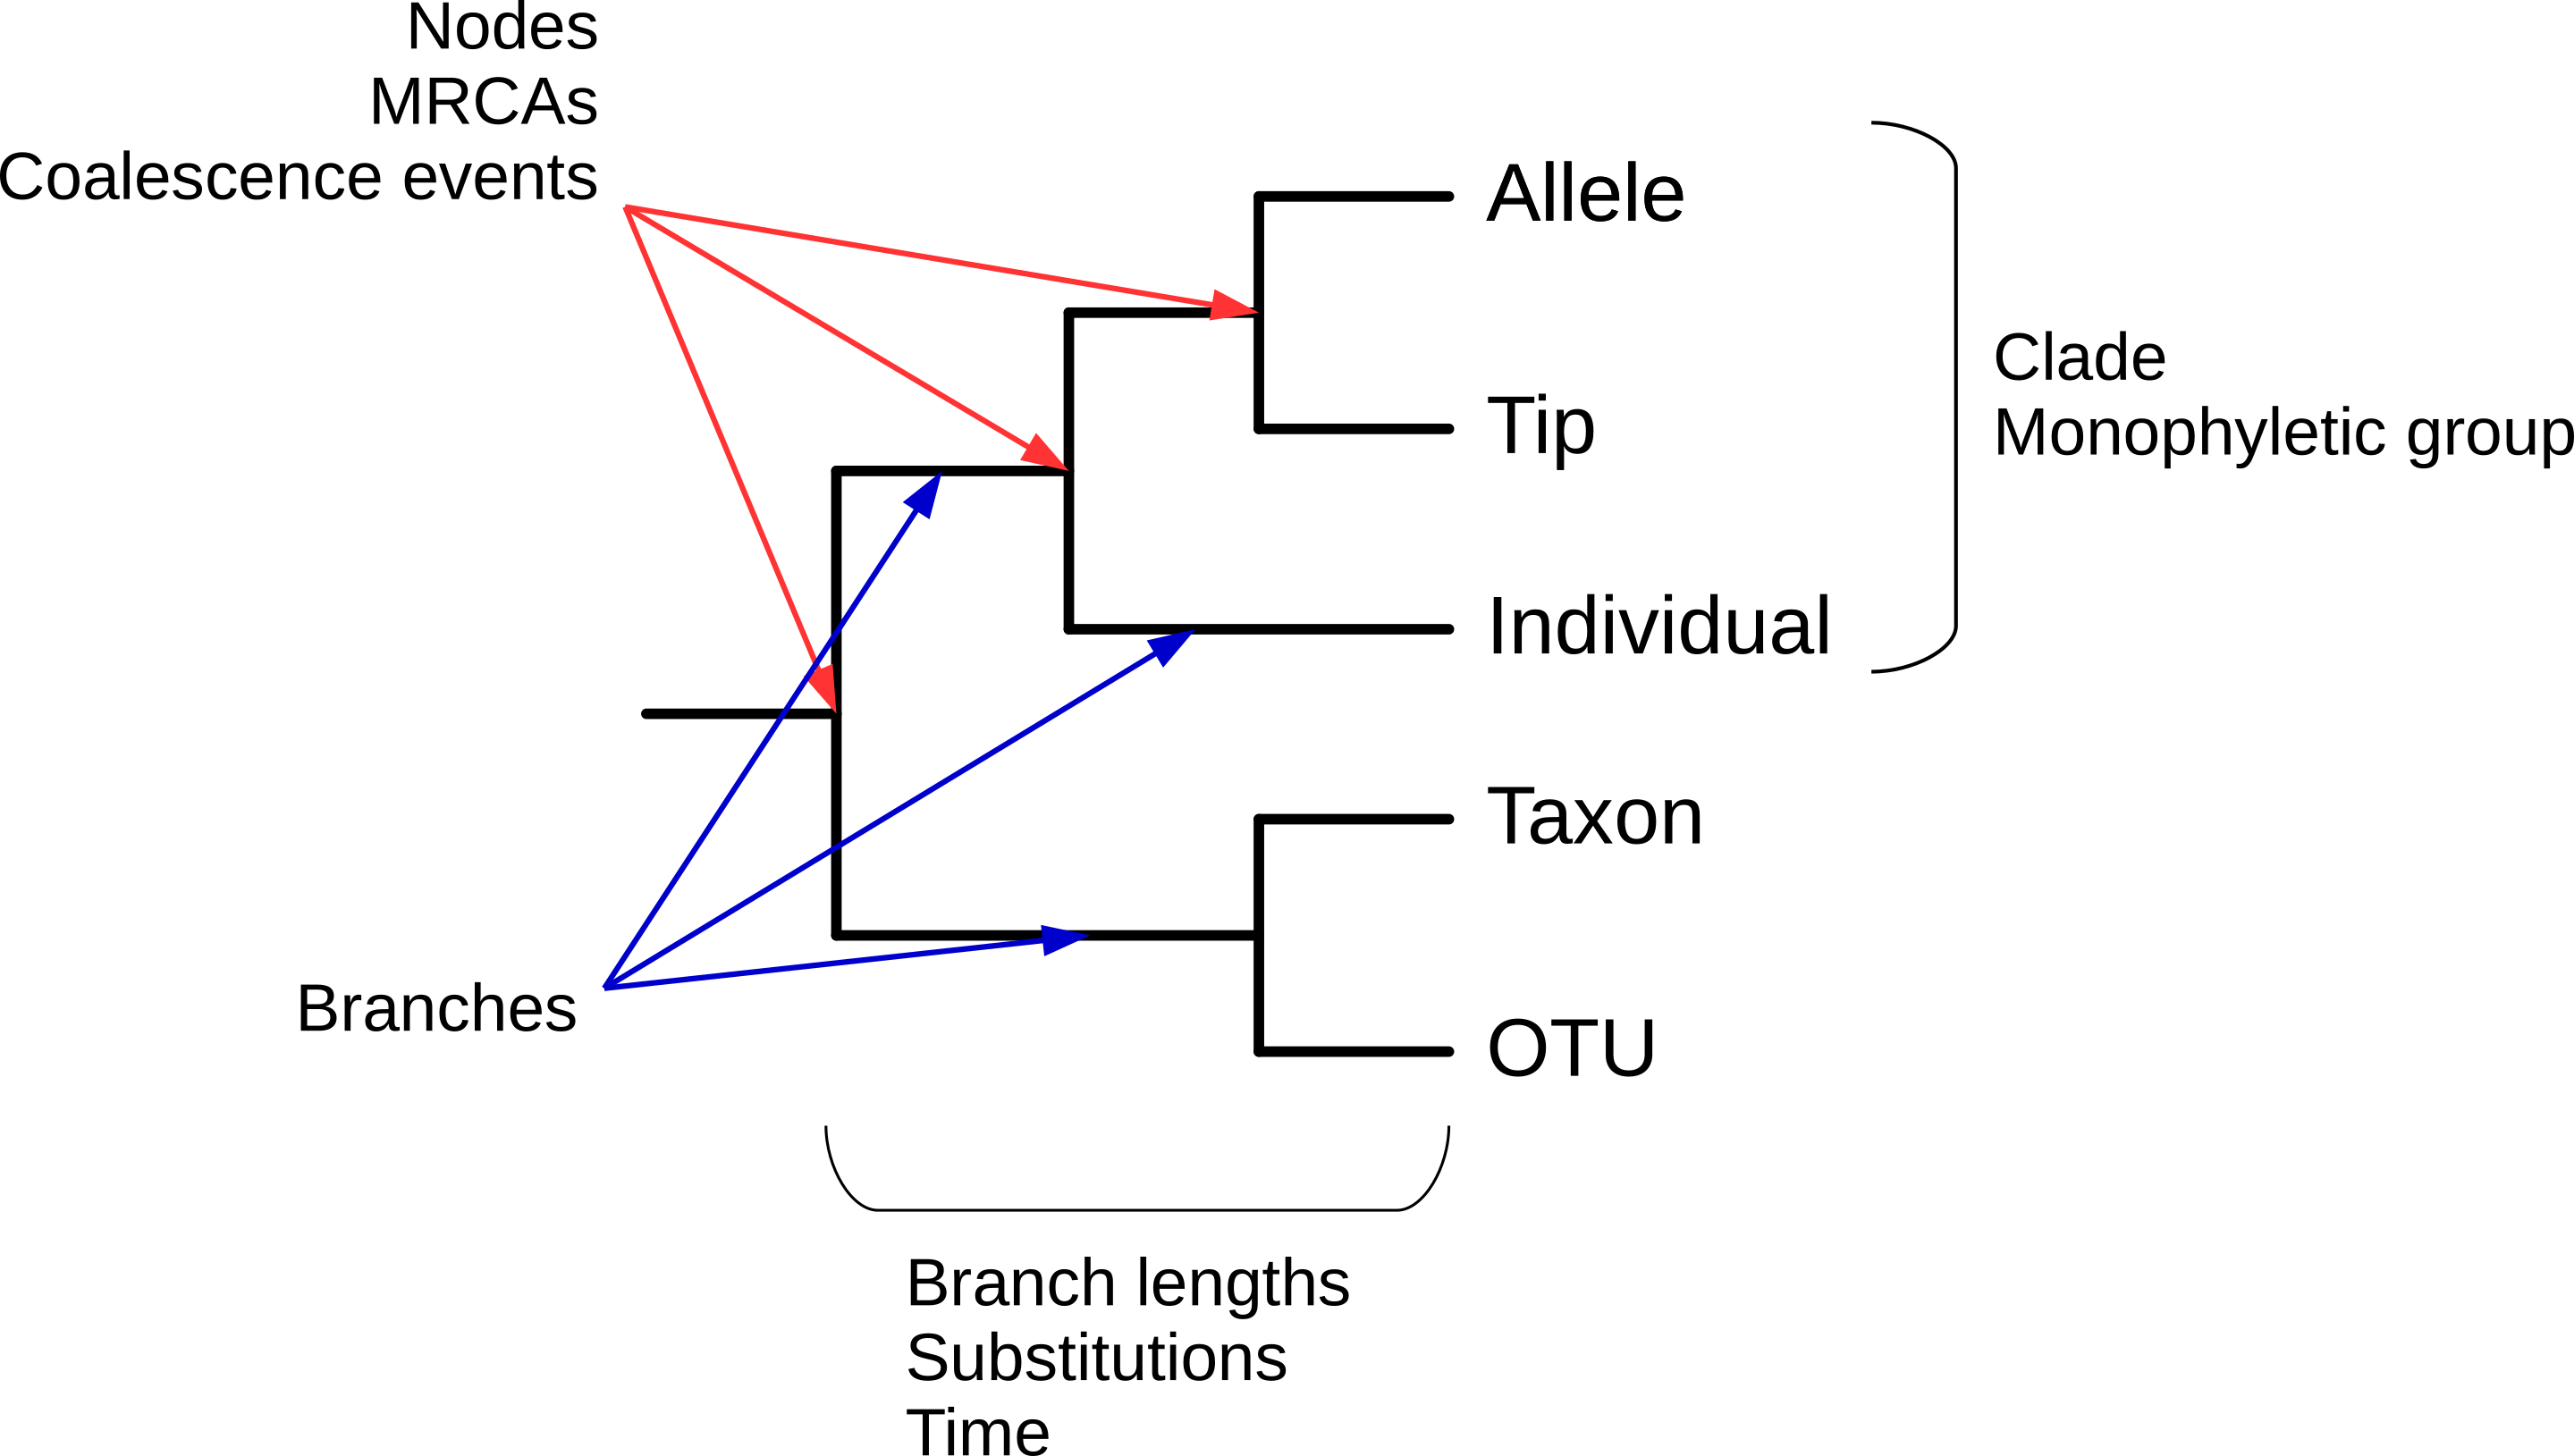 Nodes
MRCAs
Coalescence events
Allele
Tip
Individual
Clade
Monophyletic group
Taxon
OTU
Branches
Branch lengths
Substitutions
Time